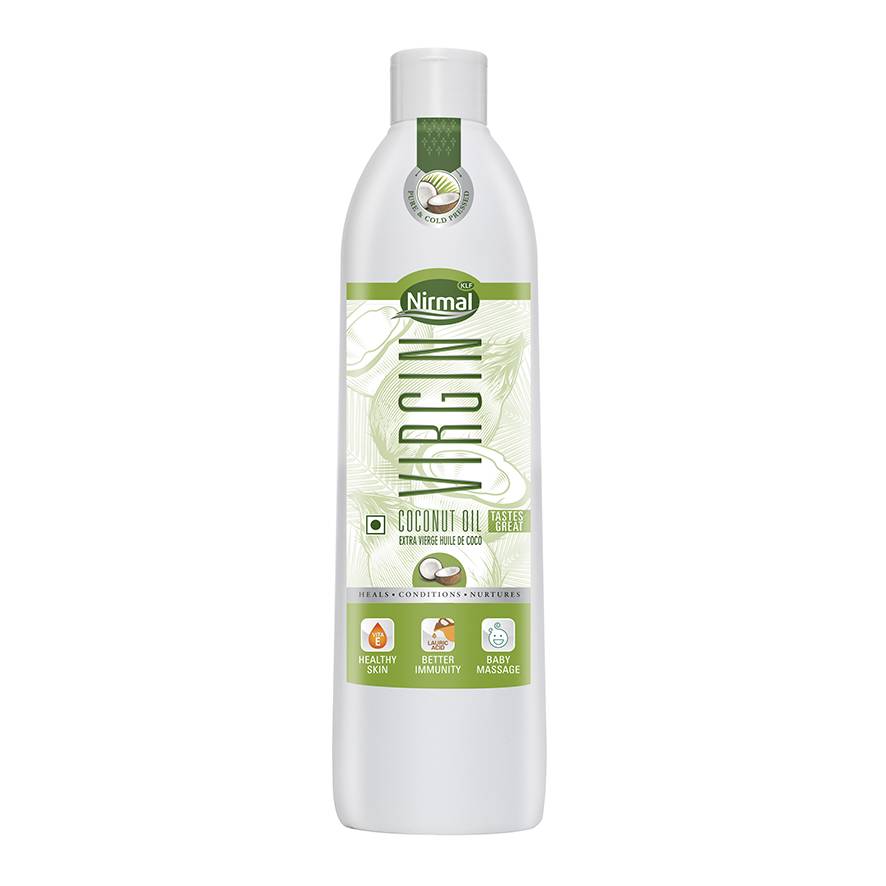 PURE & COLD PRESSED
KLF
Nirmal
VIRGIN
COCONUT OIL
TASTES
GREAT
EXTRA VIERGE HUILE DE COCO
HEALS • CONDITIONS • NURTURES
VITA
E
HEALTHY
SKIN
LAURIC
ACID
BETTER
IMMUNITY
BABY
MASSAGE